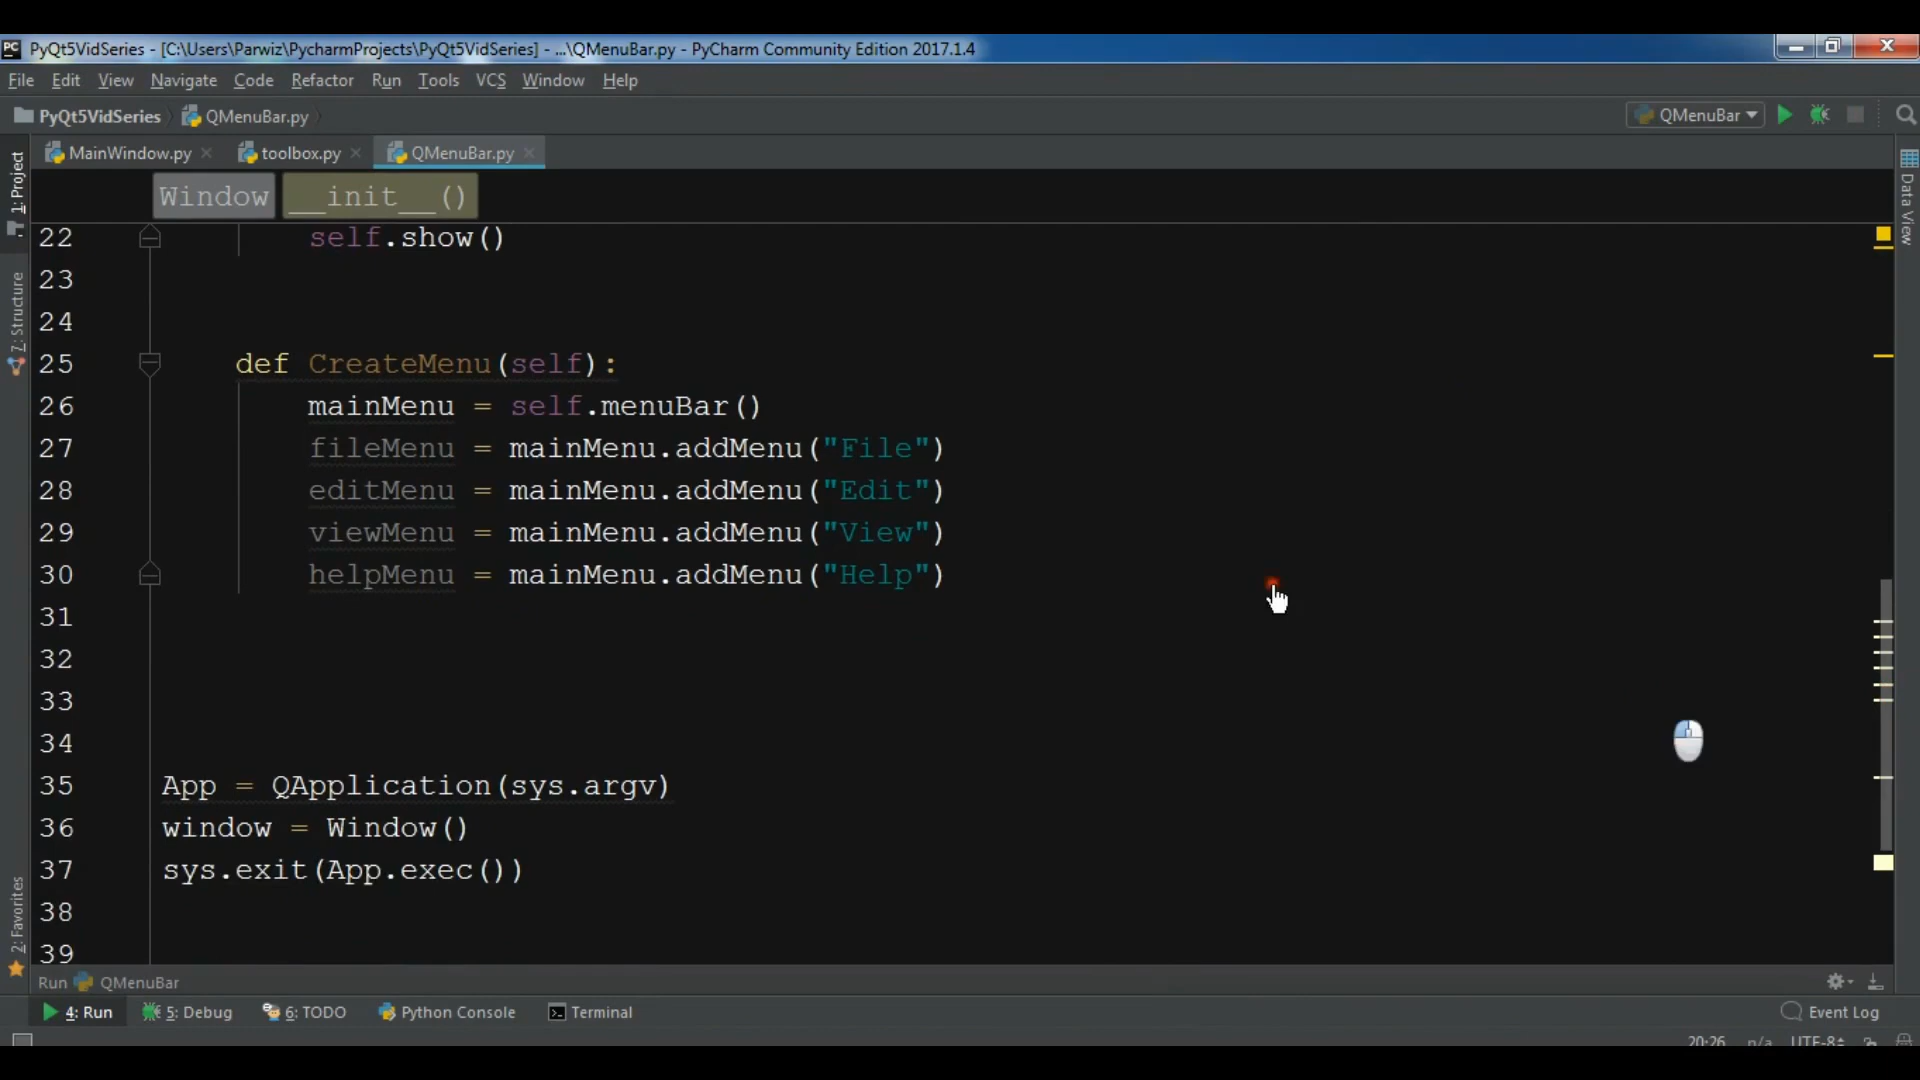 PyQt5VidSeries - [C:\Users\Parwiz\PycharmProjects\PyQt5VidSeries] - ...\QMenuBar.py - PyCharm Community Edition 2017.1.4
File Edit View Navigate Code Refactor Run Tools VCS Window Help
PyQt5VidSeries QMenuBar.py QMenuBar
MainWindow.py toolbox.py QMenuBar.py
1: Project
7: Structure
2: Favorites
Data View
Window __init__()
22 self.show()
23
24
25 def CreateMenu(self):
26 mainMenu = self.menuBar()
27 fileMenu = mainMenu.addMenu("File")
28 editMenu = mainMenu.addMenu("Edit")
29 viewMenu = mainMenu.addMenu("View")
30 helpMenu = mainMenu.addMenu("Help")
31
32
33
34
35 App = QApplication(sys.argv)
36 window = Window()
37 sys.exit(App.exec())
38
39
Run QMenuBar
4: Run 5: Debug 6: TODO Python Console Terminal Event Log
20:26 n/a UTF-8